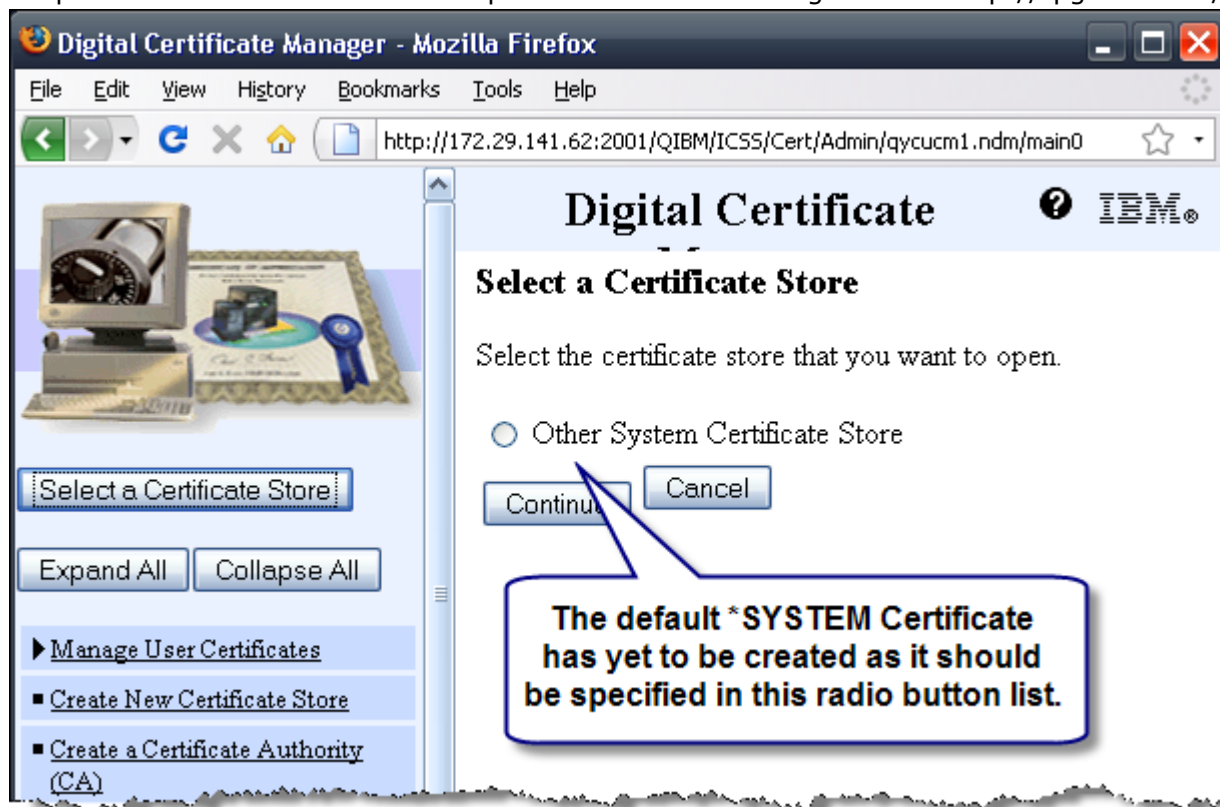 Digital Certificate Manager - Mozilla Firefox
File Edit View History Bookmarks Tools Help
http://172.29.141.62:2001/QIBM/ICSS/Cert/Admin/qycucm1.ndm/main0
Digital Certificate
IBM®
Select a Certificate Store
Select the certificate store that you want to open.
Other System Certificate Store
Continu
Cancel
The default *SYSTEM Certificate
has yet to be created as it should
be specified in this radio button list.
Select a Certificate Store
Expand All
Collapse All
Manage User Certificates
Create New Certificate Store
Create a Certificate Authority
(CA)